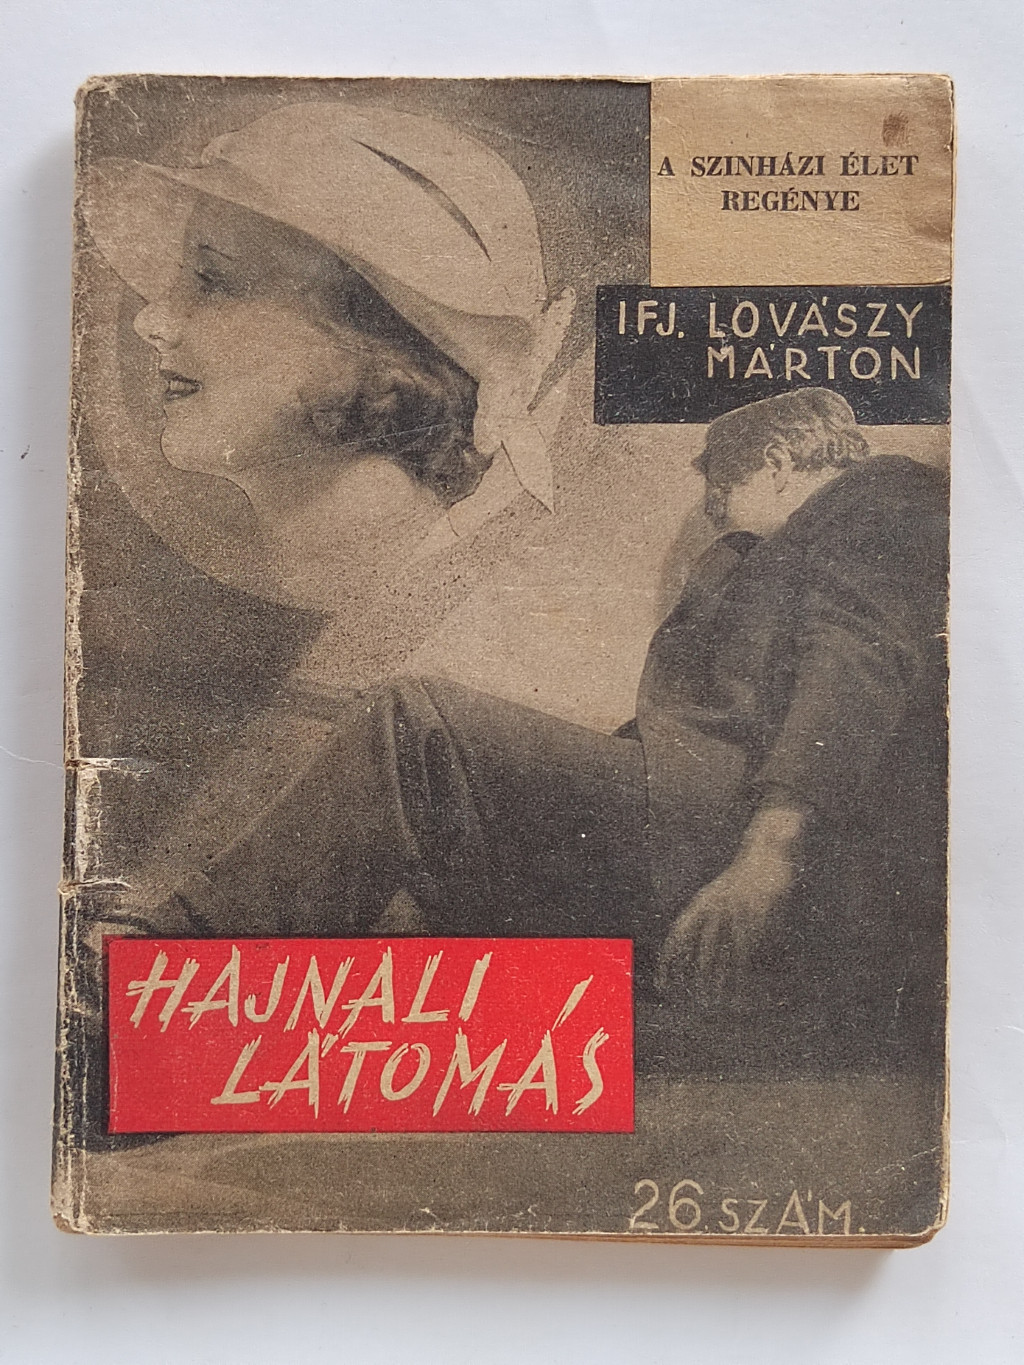 A SZINHÁZI ÉLET
REGÉNYE
IFJ. LOVÁSZY
MÁRTON
HAJNALI
LÁTOMÁS
26. SZÁM.